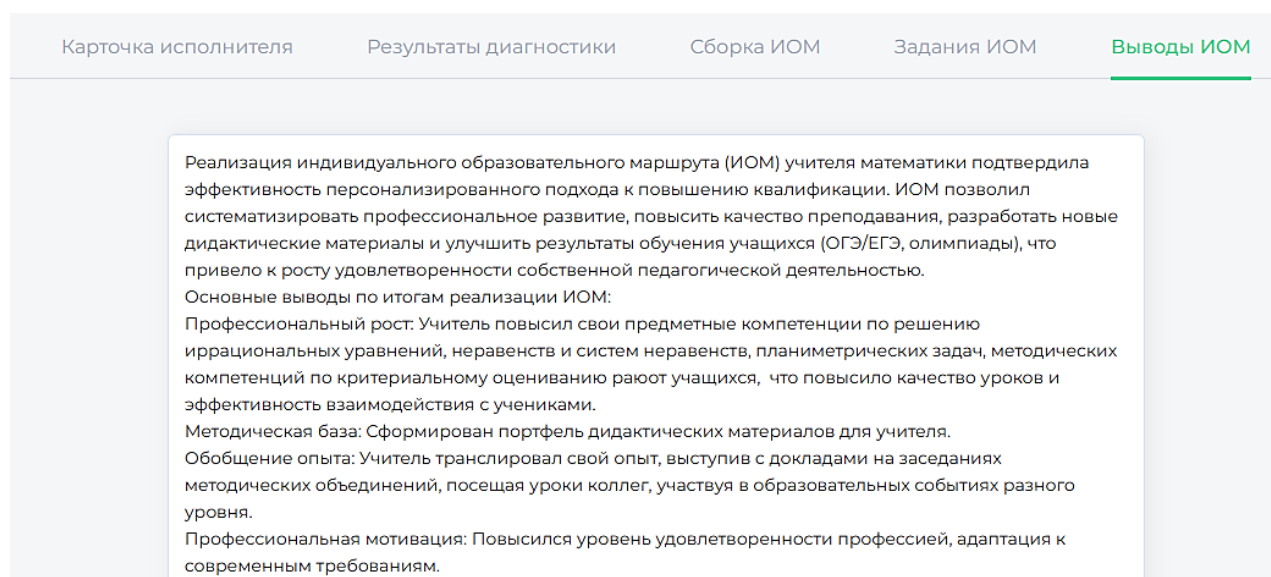 Карточка исполнителя Результаты диагностики Сборка ИОМ Задания ИОМ Выводы ИОМ
Реализация индивидуального образовательного маршрута (ИОМ) учителя математики подтвердила
эффективность персонализированного подхода к повышению квалификации. ИОМ позволил
систематизировать профессиональное развитие, повысить качество преподавания, разработать новые
дидактические материалы и улучшить результаты обучения учащихся (ОГЭ/ЕГЭ, олимпиады), что
привело к росту удовлетворенности собственной педагогической деятельностью.
Основные выводы по итогам реализации ИОМ:
Профессиональный рост: Учитель повысил свои предметные компетенции по решению
иррациональных уравнений, неравенств и систем неравенств, планиметрических задач, методических
компетенций по критериальному оцениванию раюот учащихся,  что повысило качество уроков и
эффективность взаимодействия с учениками.
Методическая база: Сформирован портфель дидактических материалов для учителя.
Обобщение опыта: Учитель транслировал свой опыт, выступив с докладами на заседаниях
методических объединений, посещая уроки коллег, участвуя в образовательных событиях разного
уровня.
Профессиональная мотивация: Повысился уровень удовлетворенности профессией, адаптация к
современным требованиям.